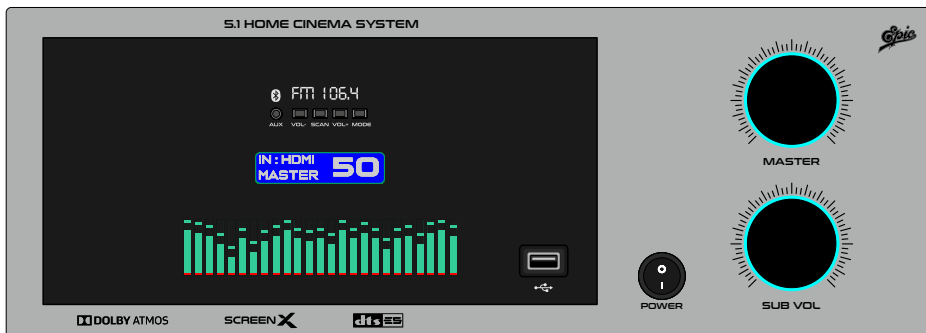 5.1 HOME CINEMA SYSTEM
Epic
FM 106.4
AUX VOL- SCAN VOL+ MODE
IN : HDMI
MASTER 50
MASTER
O
I
POWER
SUB VOL
DOLBY ATMOS SCREEN X dts ES